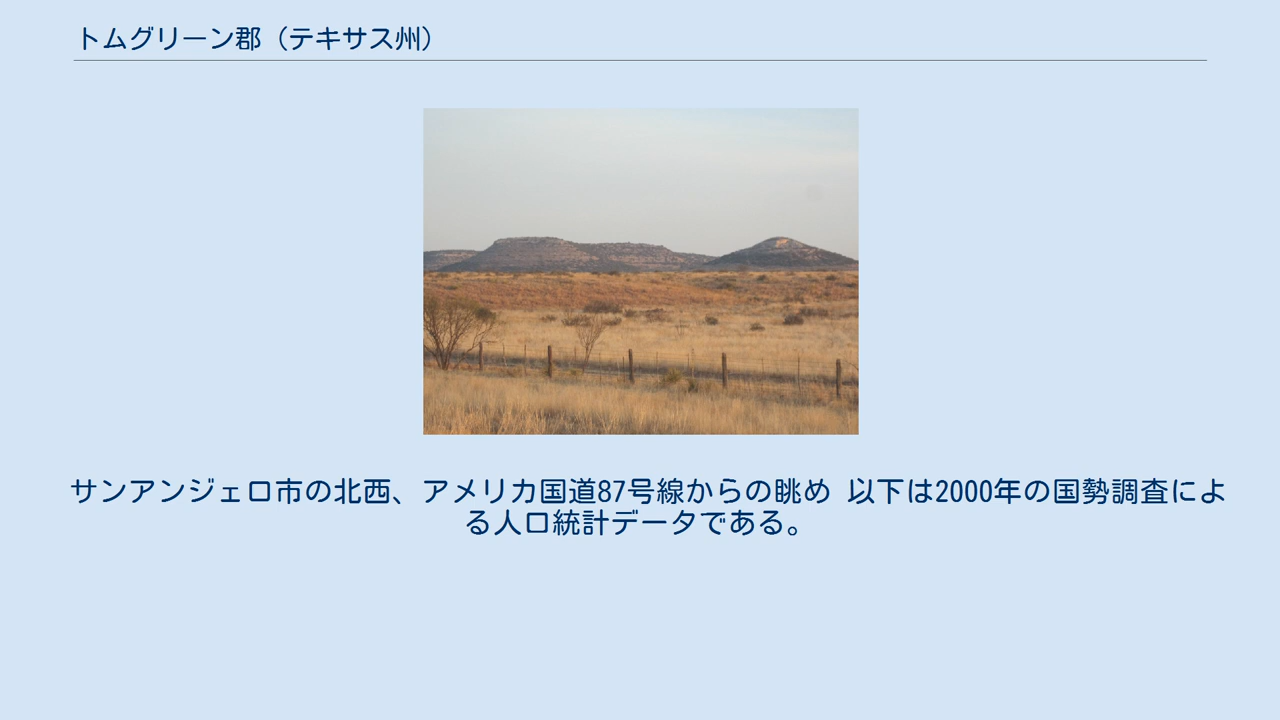 トムグリーン郡（テキサス州）
サンアンジェロ市の北西、アメリカ国道87号線からの眺め 以下は2000年の国勢調査によ
る人口統計データである。